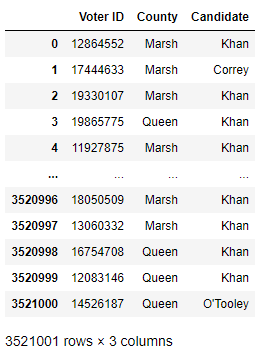 Voter ID County Candidate
0 12864552 Marsh Khan
1 17444633 Marsh Correy
2 19330107 Marsh Khan
3 19865775 Queen Khan
4 11927875 Marsh Khan
... ... ... ...
3520996 18050509 Marsh Khan
3520997 13060332 Marsh Khan
3520998 16754708 Queen Khan
3520999 12083146 Queen Khan
3521000 14526187 Queen O'Tooley
3521001 rows × 3 columns